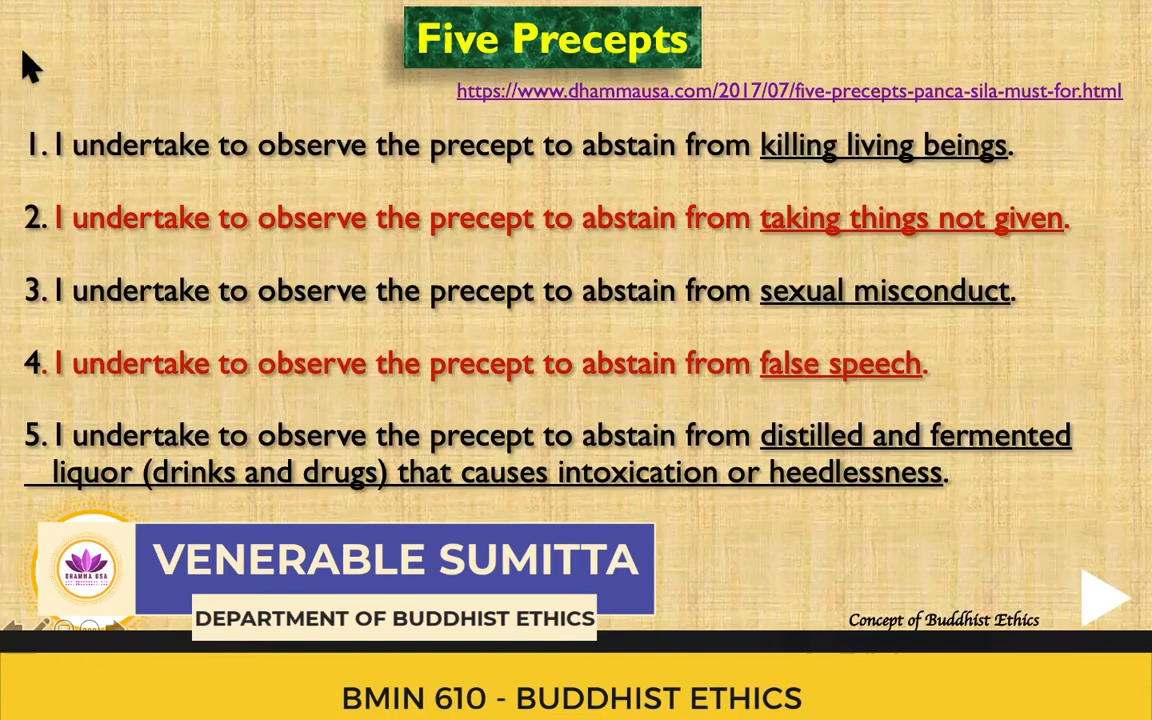 Five Precepts
https://www.dhammausa.com/2017/07/five-precepts-panca-sila-must-for.html
1. I undertake to observe the precept to abstain from killing living beings.
2. I undertake to observe the precept to abstain from taking things not given.
3. I undertake to observe the precept to abstain from sexual misconduct.
4. I undertake to observe the precept to abstain from false speech.
5. I undertake to observe the precept to abstain from distilled and fermented
liquor (drinks and drugs) that causes intoxication or heedlessness.
DHAMMA USA
VENERABLE SUMITTA
DEPARTMENT OF BUDDHIST ETHICS
Concept of Buddhist Ethics
BMIN 610 - BUDDHIST ETHICS